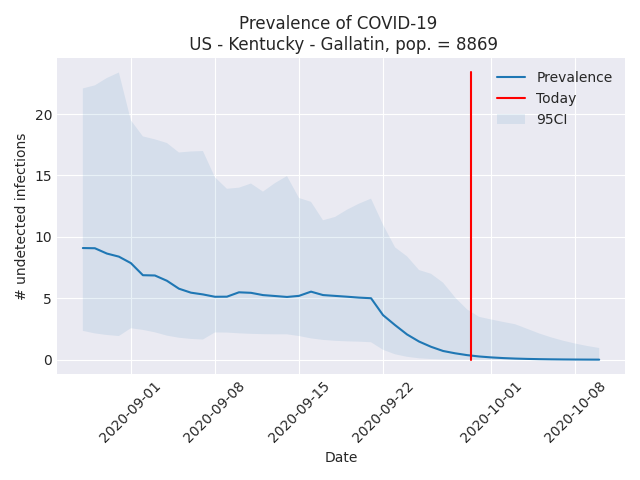 Prevalence of COVID-19
US - Kentucky - Gallatin, pop. = 8869
Prevalence
Today
95CI
# undetected infections
20
15
10
5
0
2020-09-01
2020-09-08
2020-09-15
2020-09-22
2020-10-01
2020-10-08
Date